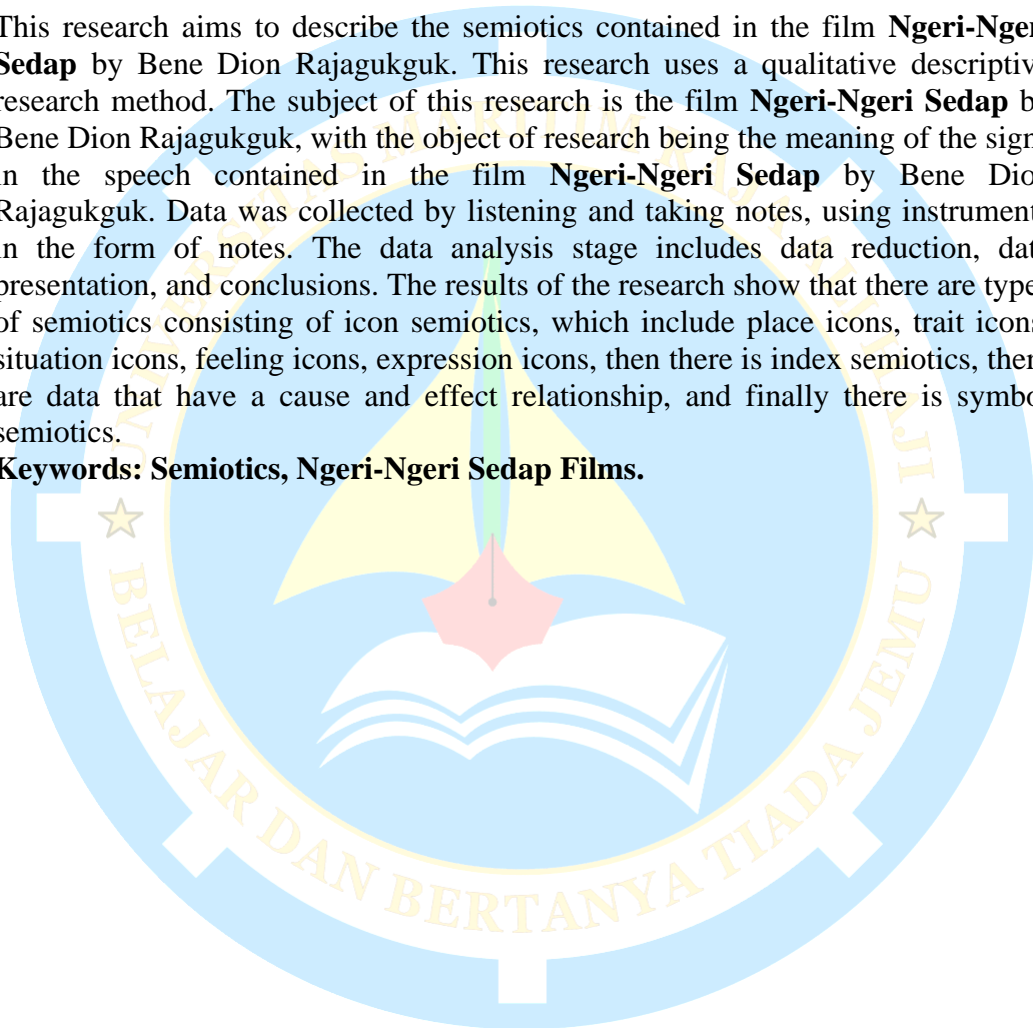 This research aims to describe the semiotics contained in the film Ngeri-Nger
Sedap by Bene Dion Rajagukguk. This research uses a qualitative descriptiv
research method. The subject of this research is the film Ngeri-Ngeri Sedap b
Bene Dion Rajagukguk, with the object of research being the meaning of the sign
in the speech contained in the film Ngeri-Ngeri Sedap by Bene Dio
Rajagukguk. Data was collected by listening and taking notes, using instrument
in the form of notes. The data analysis stage includes data reduction, dat
presentation, and conclusions. The results of the research show that there are type
of semiotics consisting of icon semiotics, which include place icons, trait icons
situation icons, feeling icons, expression icons, then there is index semiotics, ther
are data that have a cause and effect relationship, and finally there is symbo
semiotics.
Keywords: Semiotics, Ngeri-Ngeri Sedap Films.
UNIVERSITAS MARITIM RAJA ALI HAJI
BELAJAR DAN BERTANYA TIADA JEMU